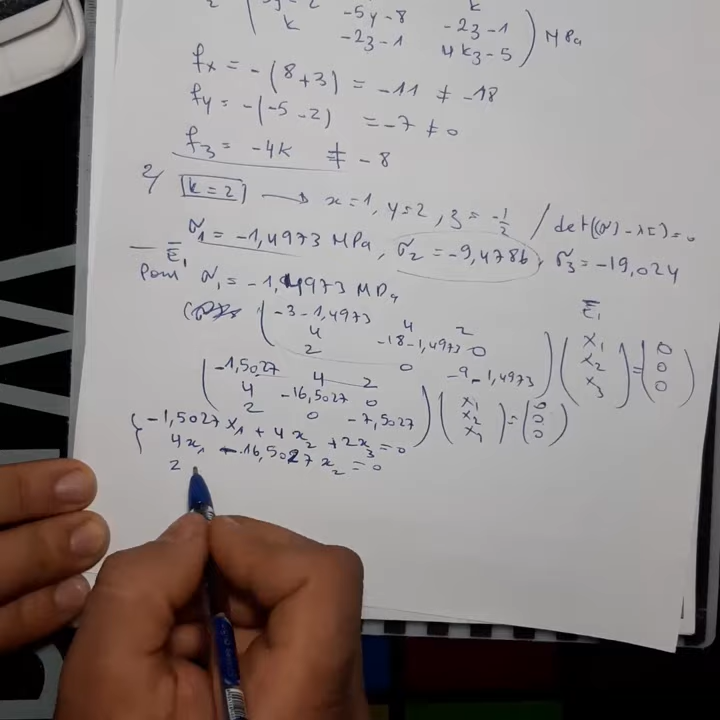 -5y-8
k -2z-1
-2z-1 4kz-5 ) MPa
fx = -(8+3) = -11 ≠ -18
fy = -(-5-2) = -7 ≠ 0
fz = -4k ≠ -8
2/ k=2 → x=1, y=2, z=-1/2 / det((σ)-λI)=0
σ1 = -1,4973 MPa, σ2 = -9,4786, σ3 = -19,024
— E1
Pour σ1 = -1,4973 MPa
E1
( -3-1,4973 4 2
4 -18-1,4973 0
2 0 -9-1,4973 ) ( x1 x2 x3 ) = ( 0 0 0 )
( -1,5027 4 2
4 -16,5027 0
2 0 -7,5027 ) ( x1 x2 x3 ) = ( 0 0 0 )
{ -1,5027 x1 + 4 x2 + 2 x3 = 0
4x1 - 16,5027 x2 = 0
2